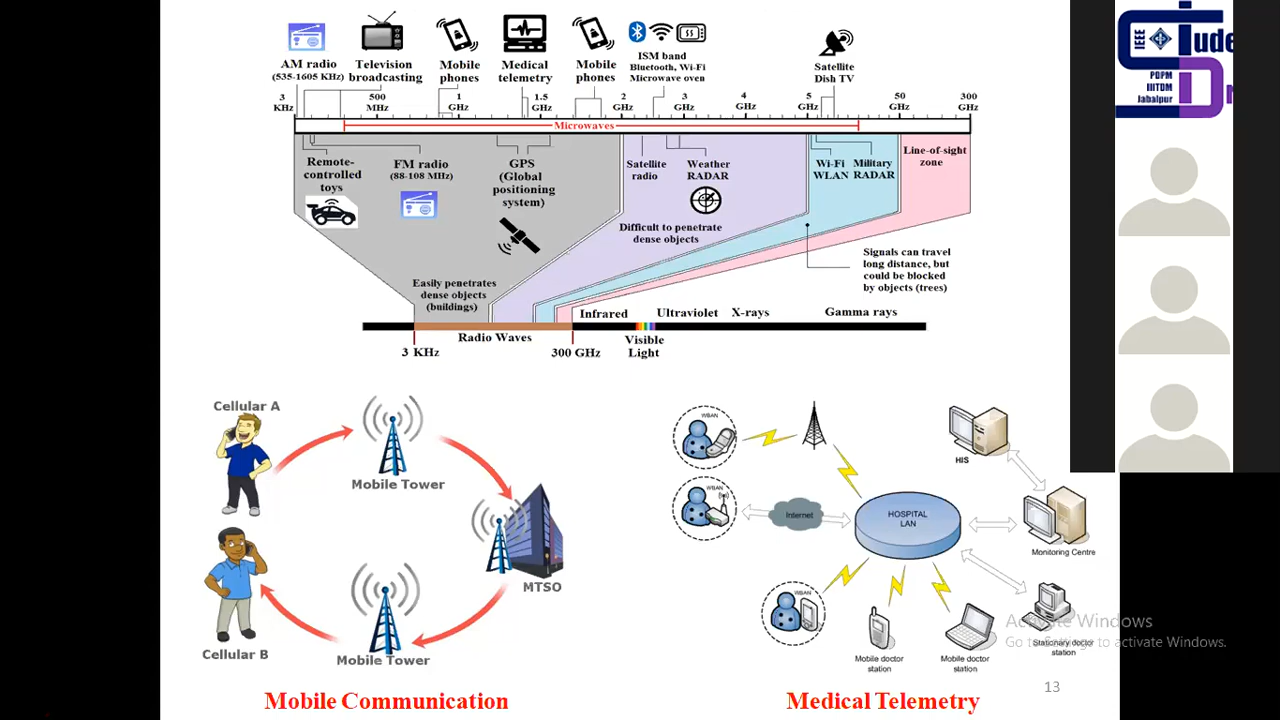 AM radio
(535-1605 KHz)
Television
broadcasting
Mobile
phones
Medical
telemetry
Mobile
phones
ISM band
Bluetooth, Wi-Fi
Microwave oven
Satellite
Dish TV
3
KHz
500
MHz
1
GHz
1.5
GHz
2
GHz
3
GHz
4
GHz
5
GHz
50
GHz
300
GHz
Microwaves
Remote-
controlled
toys
FM radio
(88-108 MHz)
GPS
(Global
positioning
system)
Satellite
radio
Weather
RADAR
Wi-Fi
WLAN
Military
RADAR
Line-of-sight
zone
Difficult to penetrate
dense objects
Easily penetrates
dense objects
(buildings)
Signals can travel
long distance, but
could be blocked
by objects (trees)
Infrared
Ultraviolet
X-rays
Gamma rays
Radio Waves
Visible
Light
3 KHz
300 GHz
Cellular A
Mobile Tower
MTSO
Cellular B
Mobile Tower
Mobile Communication
WBAN
WBAN
WBAN
Internet
HOSPITAL
LAN
HIS
Monitoring Centre
Mobile doctor
station
Mobile doctor
station
Stationary doctor
station
Medical Telemetry
13
Activate Windows
Go to Settings to activate Windows.
IEEE
tude
PDPM
IIITDM
Jabalpur